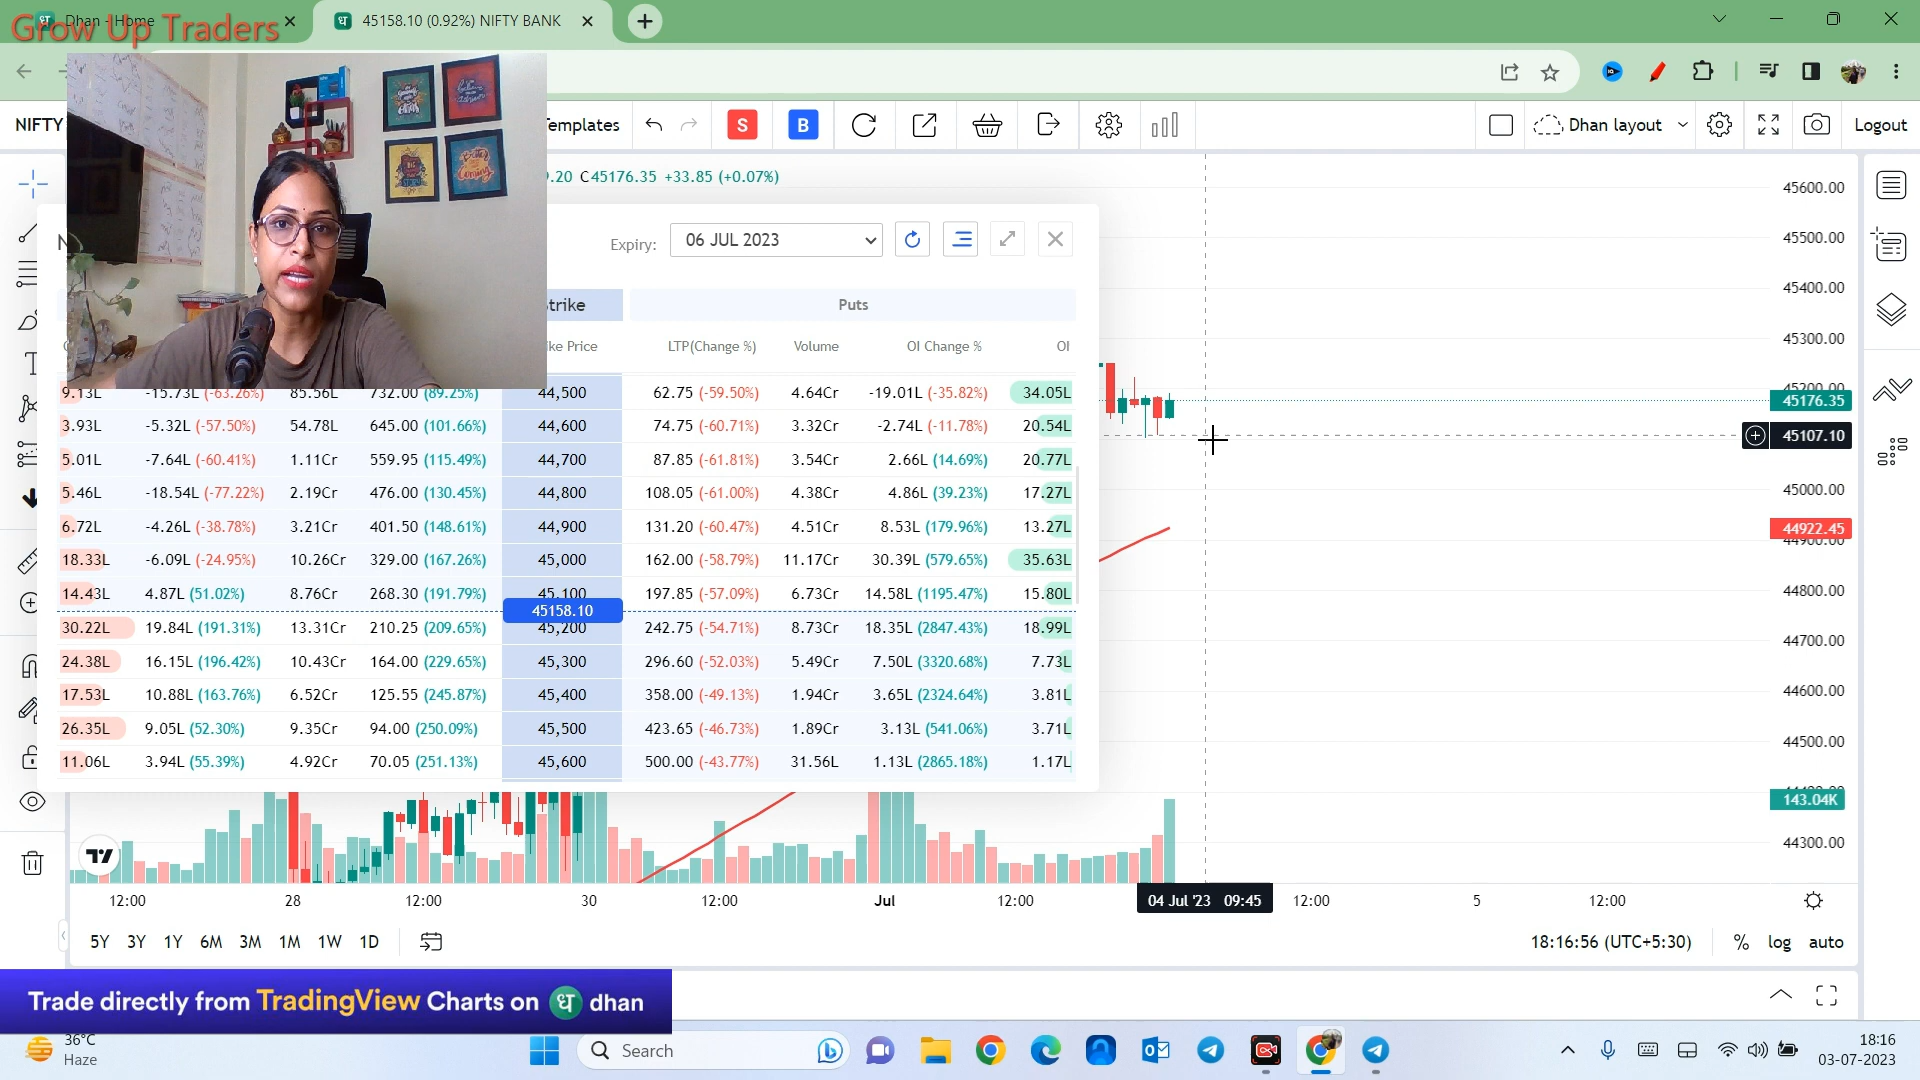 Grow Up Traders
Dhan - Home
45158.10 (0.92%) NIFTY BANK
NIFTY
Templates
S
B
Dhan layout
Logout
C45176.35 +33.85 (+0.07%)
Expiry: 06 JUL 2023
Puts
LTP(Change %) Volume OI Change % OI
9.13L -15.73L (-63.26%) 85.56L 732.00 (89.25%) 44,500 62.75 (-59.50%) 4.64Cr -19.01L (-35.82%) 34.05L
3.93L -5.32L (-57.50%) 54.78L 645.00 (101.66%) 44,600 74.75 (-60.71%) 3.32Cr -2.74L (-11.78%) 20.54L
5.01L -7.64L (-60.41%) 1.11Cr 559.95 (115.49%) 44,700 87.85 (-61.81%) 3.54Cr 2.66L (14.69%) 20.77L
5.46L -18.54L (-77.22%) 2.19Cr 476.00 (130.45%) 44,800 108.05 (-61.00%) 4.38Cr 4.86L (39.23%) 17.27L
6.72L -4.26L (-38.78%) 3.21Cr 401.50 (148.61%) 44,900 131.20 (-60.47%) 4.51Cr 8.53L (179.96%) 13.27L
18.33L -6.09L (-24.95%) 10.26Cr 329.00 (167.26%) 45,000 162.00 (-58.79%) 11.17Cr 30.39L (579.65%) 35.63L
14.43L 4.87L (51.02%) 8.76Cr 268.30 (191.79%) 45,100 197.85 (-57.09%) 6.73Cr 14.58L (1195.47%) 15.80L
45158.10
30.22L 19.84L (191.31%) 13.31Cr 210.25 (209.65%) 45,200 242.75 (-54.71%) 8.73Cr 18.35L (2847.43%) 18.99L
24.38L 16.15L (196.42%) 10.43Cr 164.00 (229.65%) 45,300 296.60 (-52.03%) 5.49Cr 7.50L (3320.68%) 7.73L
17.53L 10.88L (163.76%) 6.52Cr 125.55 (245.87%) 45,400 358.00 (-49.13%) 1.94Cr 3.65L (2324.64%) 3.81L
26.35L 9.05L (52.30%) 9.35Cr 94.00 (250.09%) 45,500 423.65 (-46.73%) 1.89Cr 3.13L (541.06%) 3.71L
11.06L 3.94L (55.39%) 4.92Cr 70.05 (251.13%) 45,600 500.00 (-43.77%) 31.56L 1.13L (2865.18%) 1.17L
45600.00
45500.00
45400.00
45300.00
45200.00
45176.35
45107.10
45000.00
44922.45
44900.00
44800.00
44700.00
44600.00
44500.00
143.04K
44300.00
12:00 28 12:00 30 12:00 Jul 12:00 04 Jul '23 09:45 12:00 5 12:00
5Y 3Y 1Y 6M 3M 1M 1W 1D
18:16:56 (UTC+5:30) % log auto
Trade directly from TradingView Charts on ध dhan
36°C
Haze
Search
18:16
03-07-2023